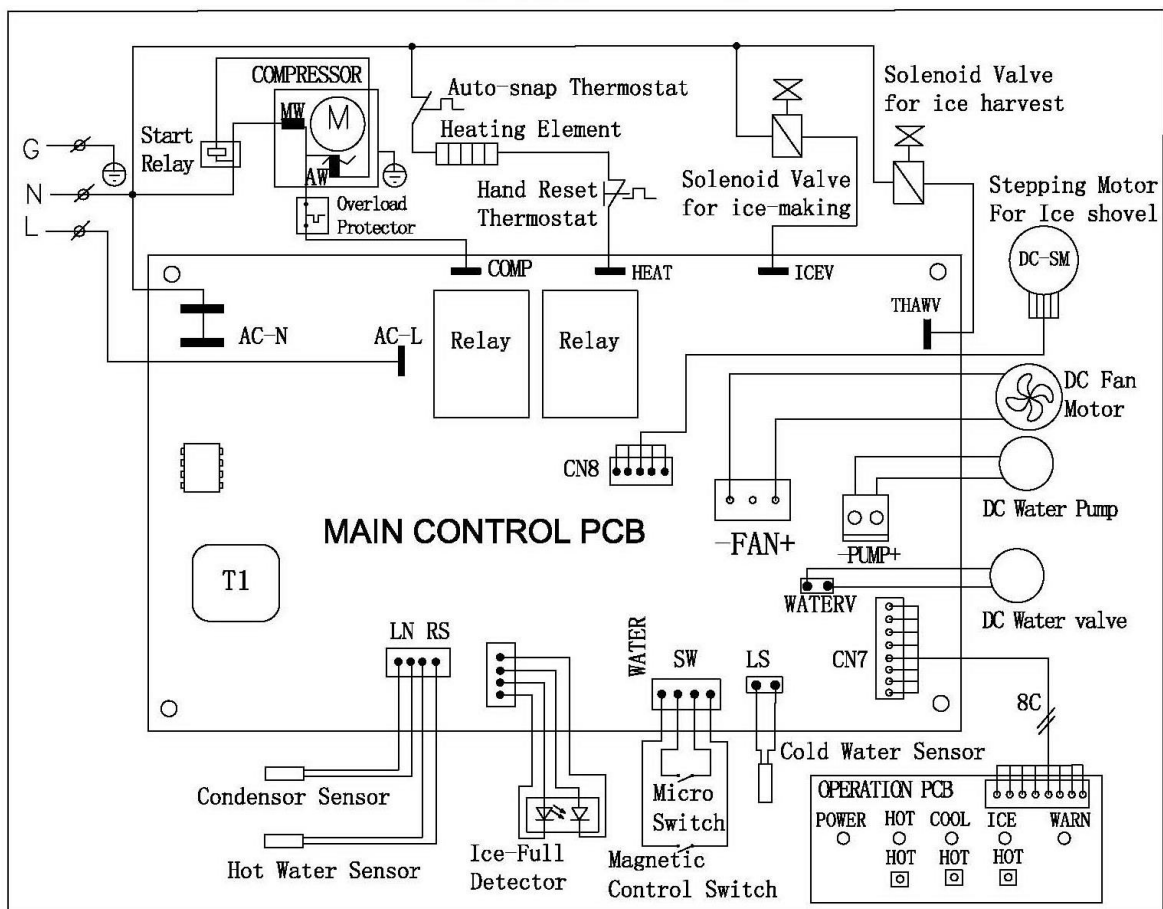 COMPRESSOR
MW
M
AW
Start
Relay
G
N
L
Overload
Protector
Auto-snap Thermostat
Heating Element
Hand Reset
Thermostat
Solenoid Valve
for ice-making
Solenoid Valve
for ice harvest
Stepping Motor
For Ice shovel
DC-SM
COMP
HEAT
ICEV
THAWV
AC-N
AC-L
Relay
Relay
DC Fan
Motor
CN8
-FAN+
DC Water Pump
-PUMP+
MAIN CONTROL PCB
T1
WATERV
DC Water valve
LN RS
WATER
SW
LS
CN7
8C
Condensor Sensor
Hot Water Sensor
Ice-Full
Detector
Micro
Switch
Magnetic
Control Switch
Cold Water Sensor
OPERATION PCB
POWER HOT COOL ICE WARN
HOT HOT HOT